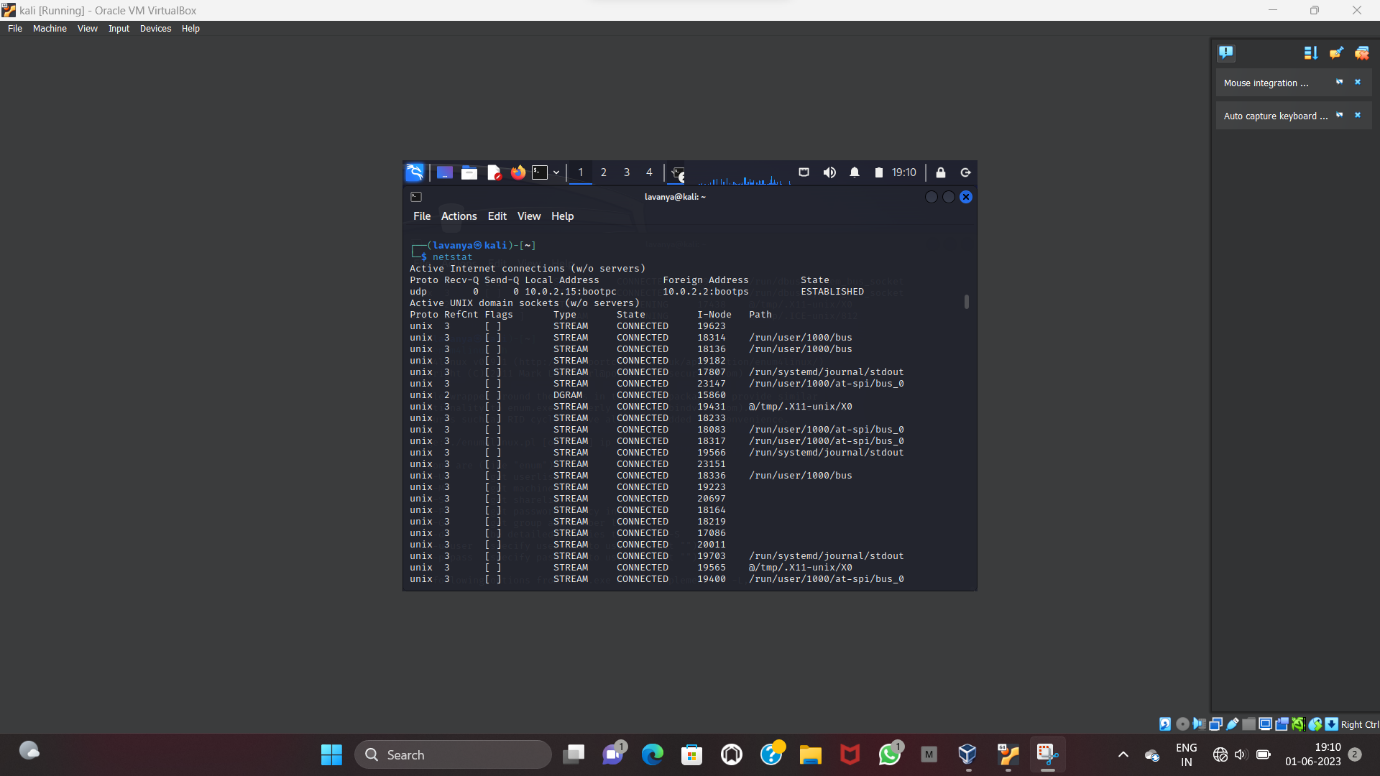 kali [Running] - Oracle VM VirtualBox
File Machine View Input Devices Help
Mouse integration ...
Auto capture keyboard ...
1 2 3 4 19:10
lavanya@kali: ~
File Actions Edit View Help
(lavanya㉿kali)-[~]
$ netstat
Active Internet connections (w/o servers)
Proto Recv-Q Send-Q Local Address Foreign Address State
udp 0 0 10.0.2.15:bootpc 10.0.2.2:bootps ESTABLISHED
Active UNIX domain sockets (w/o servers)
Proto RefCnt Flags Type State I-Node Path
unix 3 [ ] STREAM CONNECTED 19623
unix 3 [ ] STREAM CONNECTED 18314 /run/user/1000/bus
unix 3 [ ] STREAM CONNECTED 18136 /run/user/1000/bus
unix 3 [ ] STREAM CONNECTED 19182
unix 3 [ ] STREAM CONNECTED 17807 /run/systemd/journal/stdout
unix 3 [ ] STREAM CONNECTED 23147 /run/user/1000/at-spi/bus_0
unix 2 [ ] DGRAM 15860
unix 3 [ ] STREAM CONNECTED 19431 @/tmp/.X11-unix/X0
unix 3 [ ] STREAM CONNECTED 18233
unix 3 [ ] STREAM CONNECTED 18083 /run/user/1000/at-spi/bus_0
unix 3 [ ] STREAM CONNECTED 18317 /run/user/1000/at-spi/bus_0
unix 3 [ ] STREAM CONNECTED 19566 /run/systemd/journal/stdout
unix 3 [ ] STREAM CONNECTED 23151
unix 3 [ ] STREAM CONNECTED 18336 /run/user/1000/bus
unix 3 [ ] STREAM CONNECTED 19223
unix 3 [ ] STREAM CONNECTED 20697
unix 3 [ ] STREAM CONNECTED 18164
unix 3 [ ] STREAM CONNECTED 18219
unix 3 [ ] STREAM CONNECTED 17086
unix 3 [ ] STREAM CONNECTED 20011
unix 3 [ ] STREAM CONNECTED 19703 /run/systemd/journal/stdout
unix 3 [ ] STREAM CONNECTED 19565 @/tmp/.X11-unix/X0
unix 3 [ ] STREAM CONNECTED 19400 /run/user/1000/at-spi/bus_0
Right Ctrl
Search
1
1
M
ENG
IN
19:10
01-06-2023
2